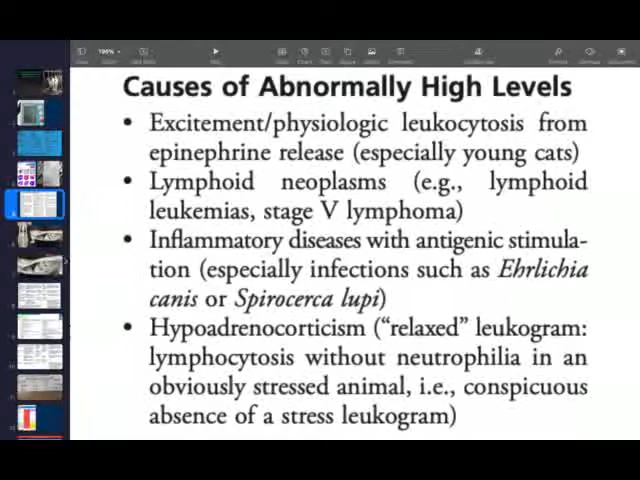 196%
Causes of Abnormally High Levels
• Excitement/physiologic leukocytosis from
epinephrine release (especially young cats)
• Lymphoid neoplasms (e.g., lymphoid
leukemias, stage V lymphoma)
• Inflammatory diseases with antigenic stimula-
tion (especially infections such as Ehrlichia
canis or Spirocerca lupi)
• Hypoadrenocorticism (“relaxed” leukogram:
lymphocytosis without neutrophilia in an
obviously stressed animal, i.e., conspicuous
absence of a stress leukogram)